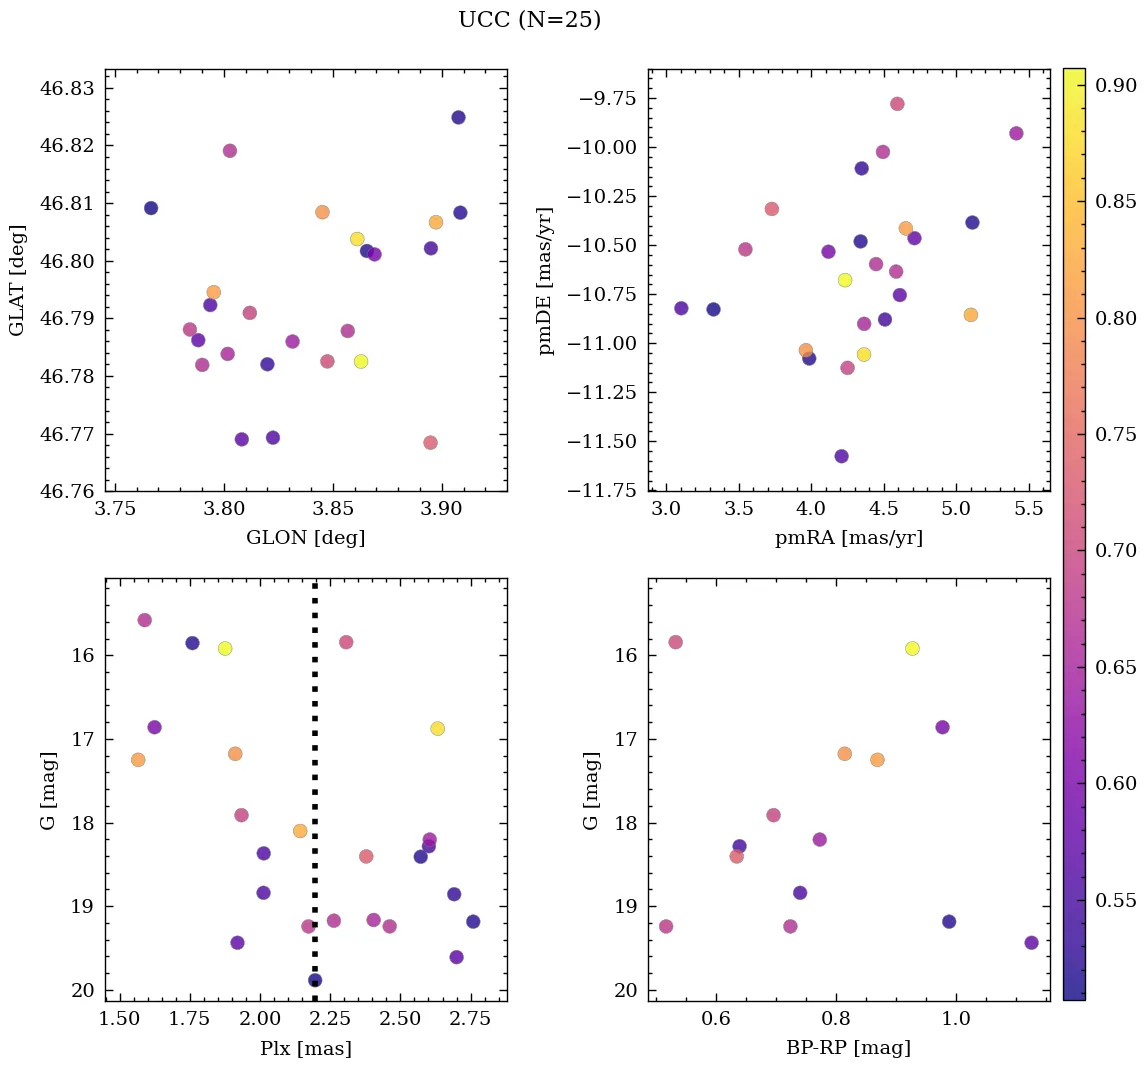 UCC (N=25)
46.83
46.82
46.81
46.80
46.79
46.78
46.77
46.76
GLAT [deg]
3.75 3.80 3.85 3.90
GLON [deg]
−9.75
−10.00
−10.25
−10.50
−10.75
−11.00
−11.25
−11.50
−11.75
pmDE [mas/yr]
3.0 3.5 4.0 4.5 5.0 5.5
pmRA [mas/yr]
16
17
18
19
20
G [mag]
1.50 1.75 2.00 2.25 2.50 2.75
Plx [mas]
16
17
18
19
20
G [mag]
0.6 0.8 1.0
BP-RP [mag]
0.90
0.85
0.80
0.75
0.70
0.65
0.60
0.55